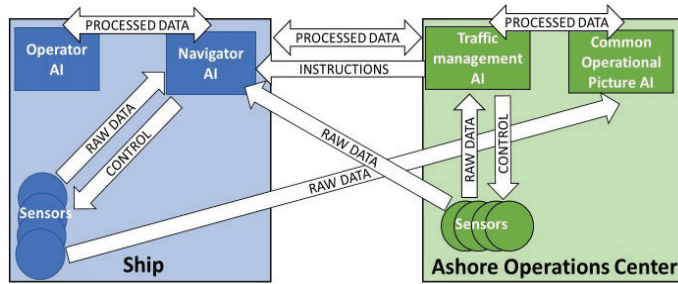 PROCESSED DATA
PROCESSED DATA
Operator
AI
Navigator
AI
PROCESSED DATA
INSTRUCTIONS
Traffic
management
AI
Common
Operational
Picture AI
RAW DATA
CONTROL
RAW DATA
RAW DATA
RAW DATA
CONTROL
Sensors
Sensors
Ship
Ashore Operations Center